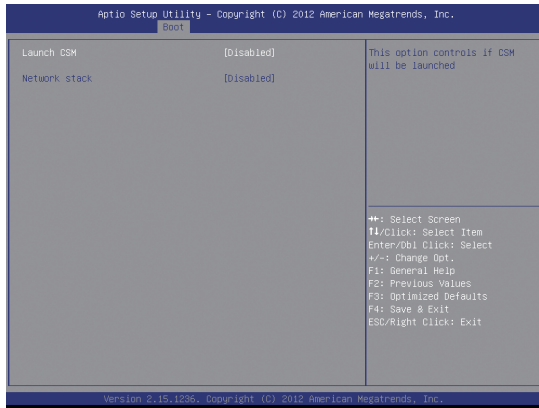 Aptio Setup Utility – Copyright (C) 2012 American Megatrends, Inc.
Boot
Launch CSM [Disabled]
Network stack [Disabled]
This option controls if CSM
will be launched
→←: Select Screen
↑↓/Click: Select Item
Enter/Dbl Click: Select
+/-: Change Opt.
F1: General Help
F2: Previous Values
F3: Optimized Defaults
F4: Save & Exit
ESC/Right Click: Exit
Version 2.15.1236. Copyright (C) 2012 American Megatrends, Inc.